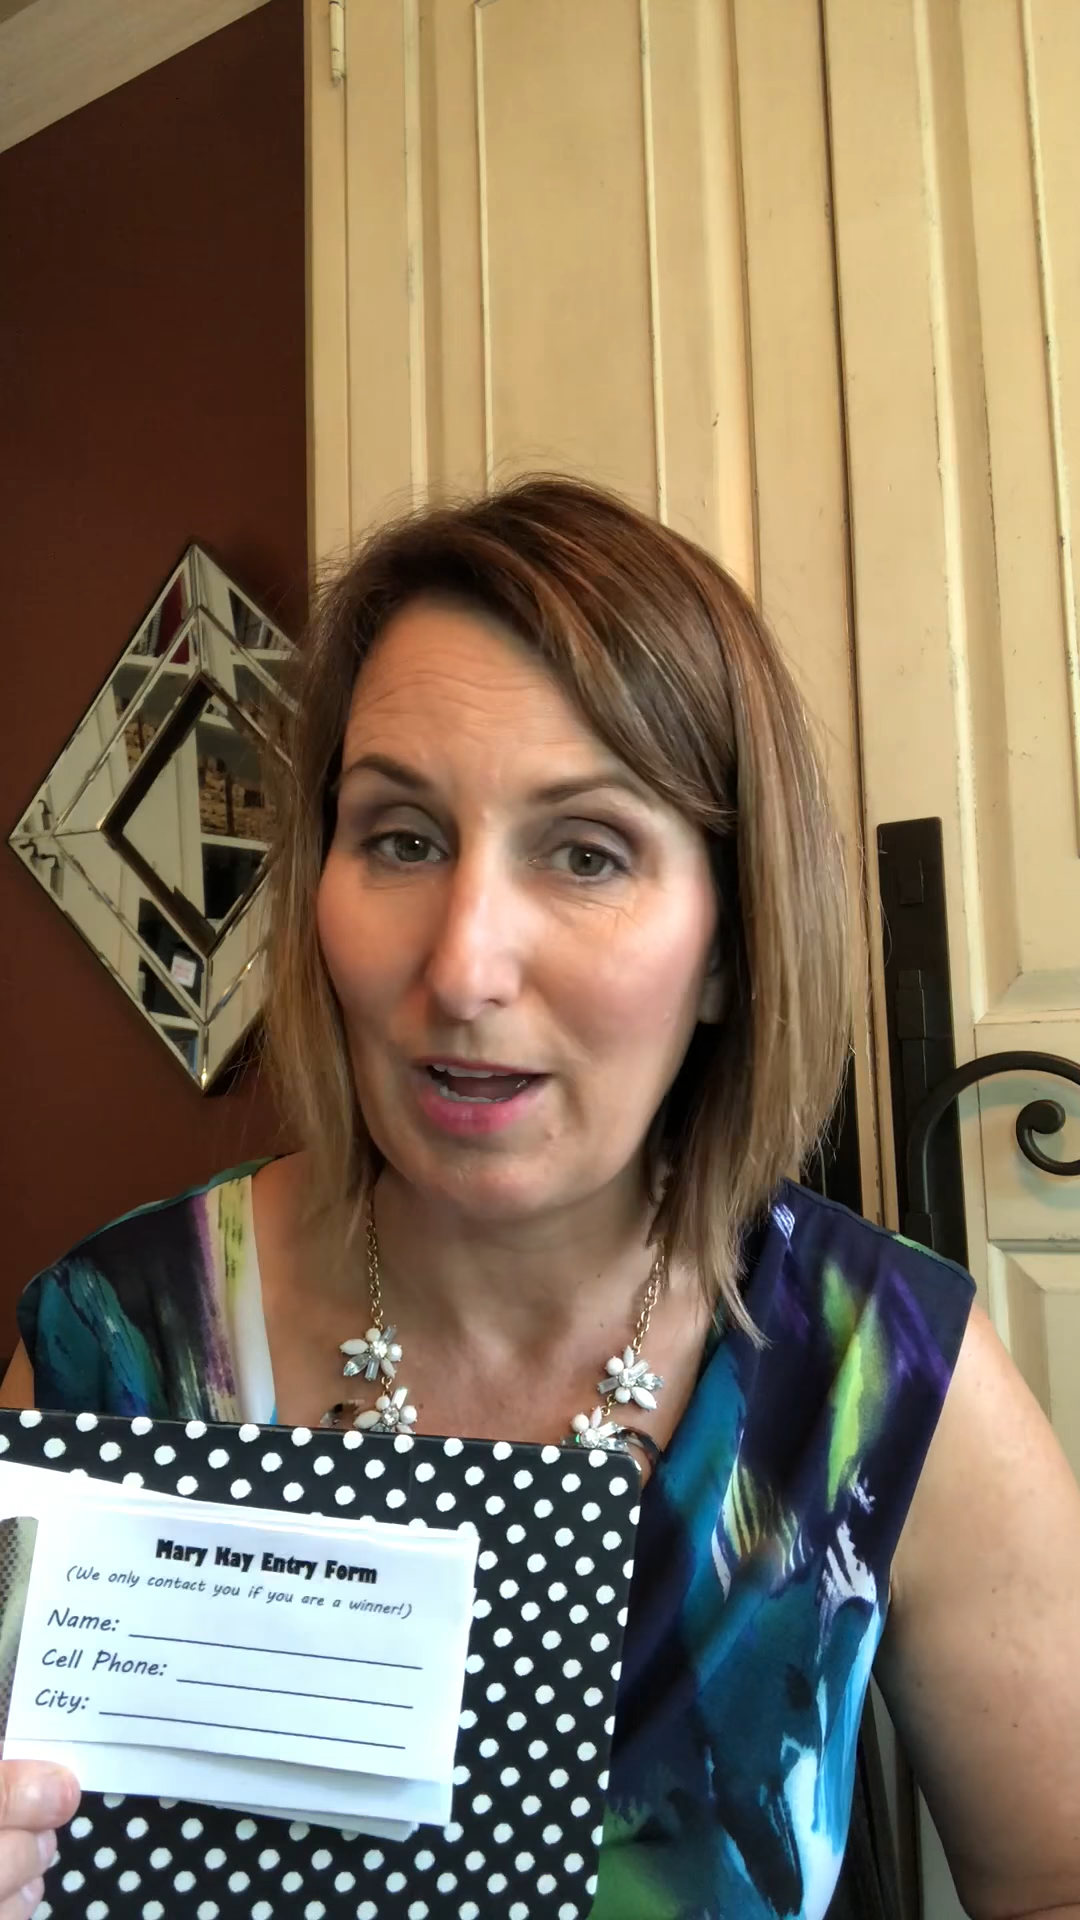 Mary Kay Entry Form
(We only contact you if you are a winner!)
Name:
Cell Phone:
City: